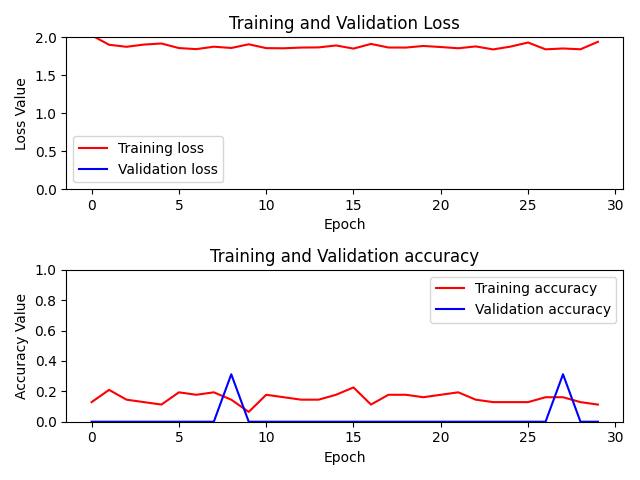 Training and Validation Loss
2.0
1.5
1.0
0.5
0.0
Loss Value
Training loss
Validation loss
0 5 10 15 20 25 30
Epoch
Training and Validation accuracy
1.0
0.8
0.6
0.4
0.2
0.0
Accuracy Value
Training accuracy
Validation accuracy
0 5 10 15 20 25 30
Epoch